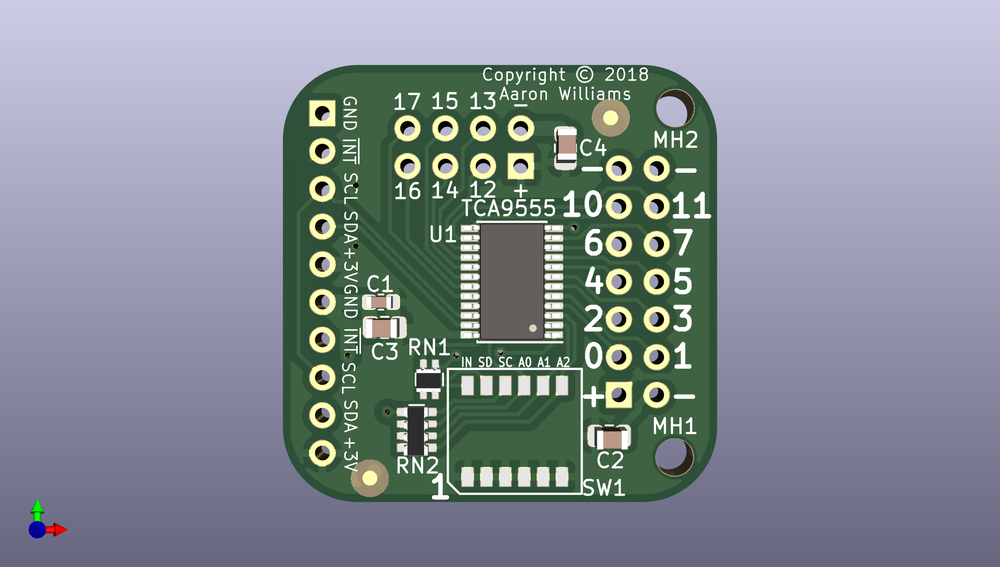 Copyright © 2018
Aaron Williams
17 15 13 -
16 14 12 +
GND
INT
SCL
SDA
+3V
GND
INT
SCL
SDA
+3V
C4
MH2
TCA9555
U1
- -
10 11
6 7
4 5
2 3
0 1
+ -
C1
C3
RN1
IN SD SC A0 A1 A2
RN2
1
SW1
MH1
C2